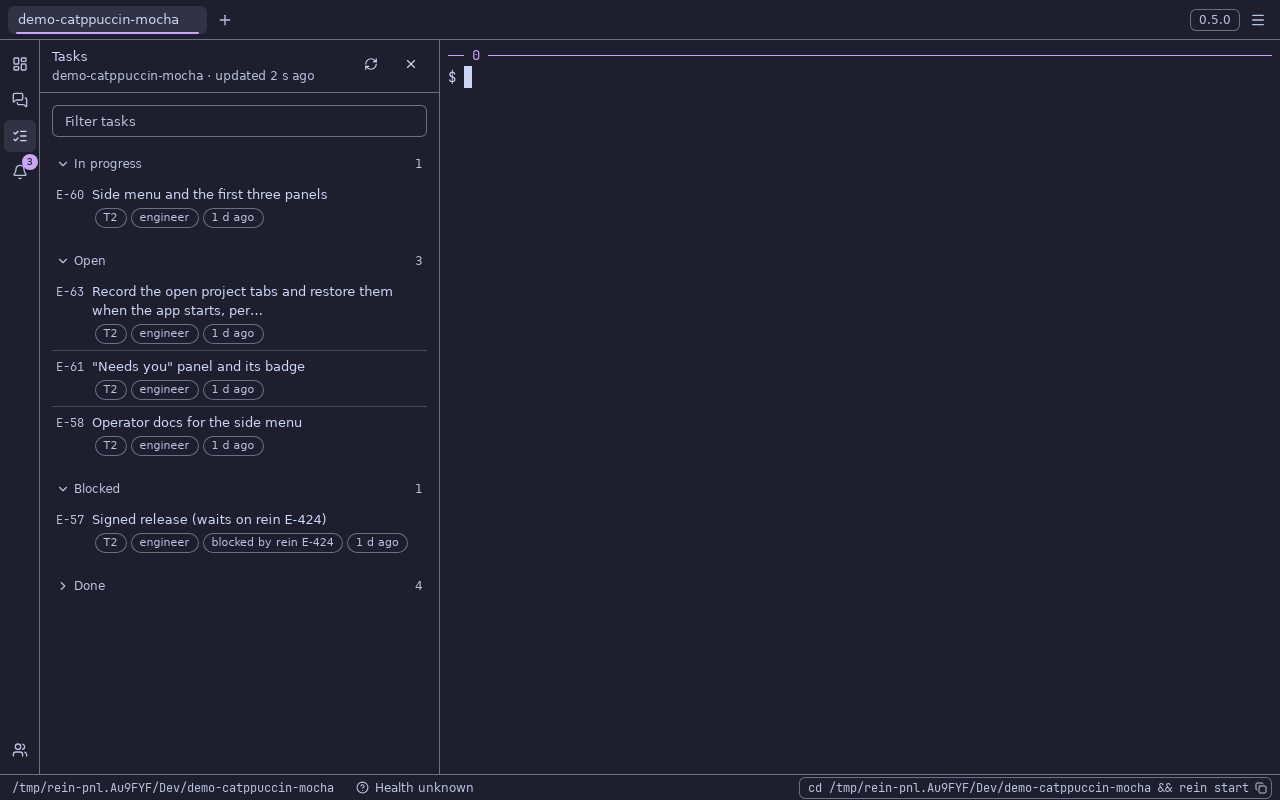 demo-catppuccin-mocha
0.5.0
Tasks
demo-catppuccin-mocha · updated 2 s ago
Filter tasks
In progress 1
E-60 Side menu and the first three panels
T2 engineer 1 d ago
Open 3
E-63 Record the open project tabs and restore them
when the app starts, per…
T2 engineer 1 d ago
E-61 "Needs you" panel and its badge
T2 engineer 1 d ago
E-58 Operator docs for the side menu
T2 engineer 1 d ago
Blocked 1
E-57 Signed release (waits on rein E-424)
T2 engineer blocked by rein E-424 1 d ago
Done 4
3
0
$
/tmp/rein-pnl.Au9FYF/Dev/demo-catppuccin-mocha
Health unknown
cd /tmp/rein-pnl.Au9FYF/Dev/demo-catppuccin-mocha && rein start